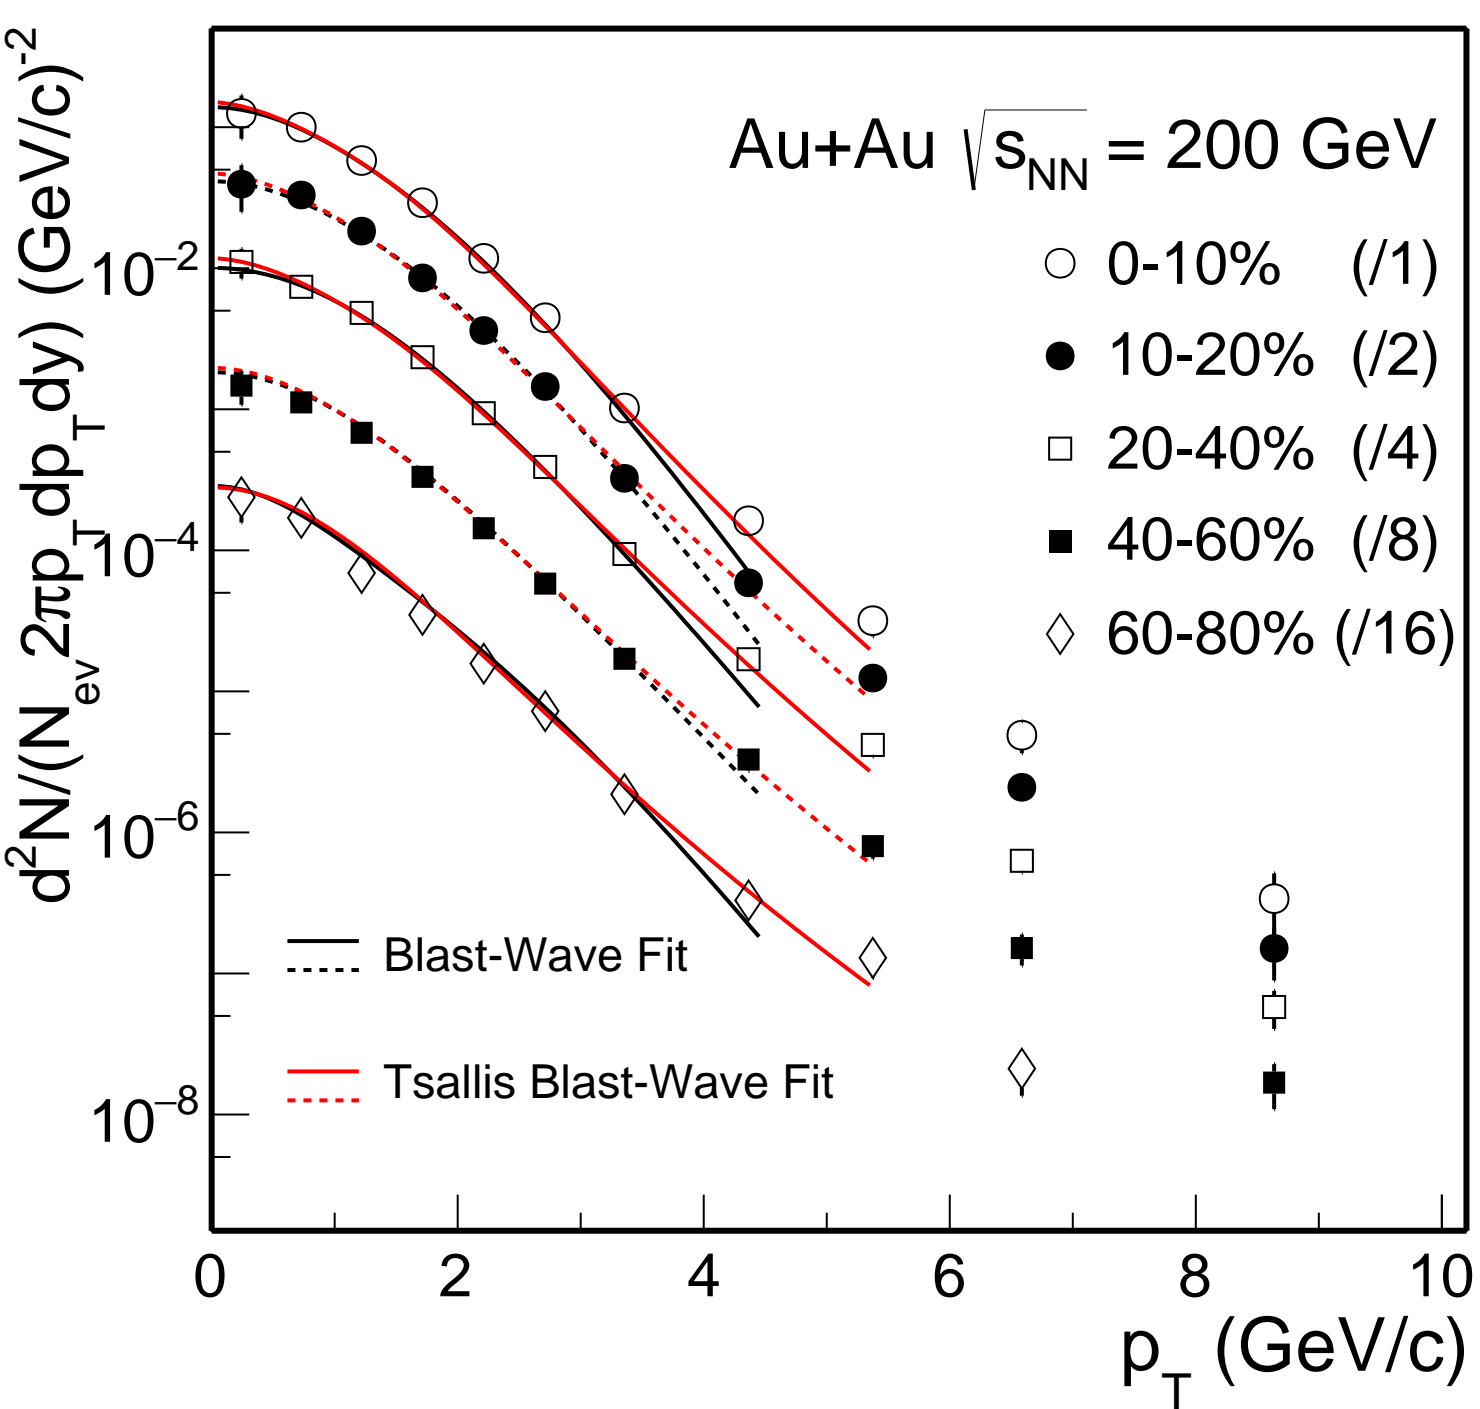 d²N/(N_ev 2πp_T dp_T dy) (GeV/c)⁻²
Au+Au √s_NN = 200 GeV
0-10% (/1)
10-20% (/2)
20-40% (/4)
40-60% (/8)
60-80% (/16)
10⁻²
10⁻⁴
10⁻⁶
10⁻⁸
Blast-Wave Fit
Tsallis Blast-Wave Fit
0 2 4 6 8 10
p_T (GeV/c)